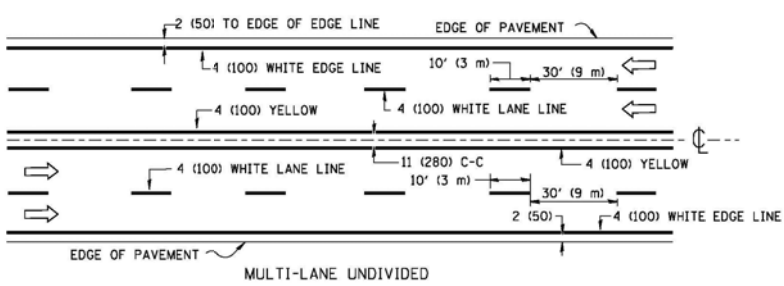 2 (50) TO EDGE OF EDGE LINE
EDGE OF PAVEMENT
4 (100) WHITE EDGE LINE
10' (3 m)
30' (9 m)
4 (100) YELLOW
4 (100) WHITE LANE LINE
℄
4 (100) WHITE LANE LINE
11 (280) C-C
4 (100) YELLOW
10' (3 m)
30' (9 m)
2 (50)
4 (100) WHITE EDGE LINE
EDGE OF PAVEMENT
MULTI-LANE UNDIVIDED